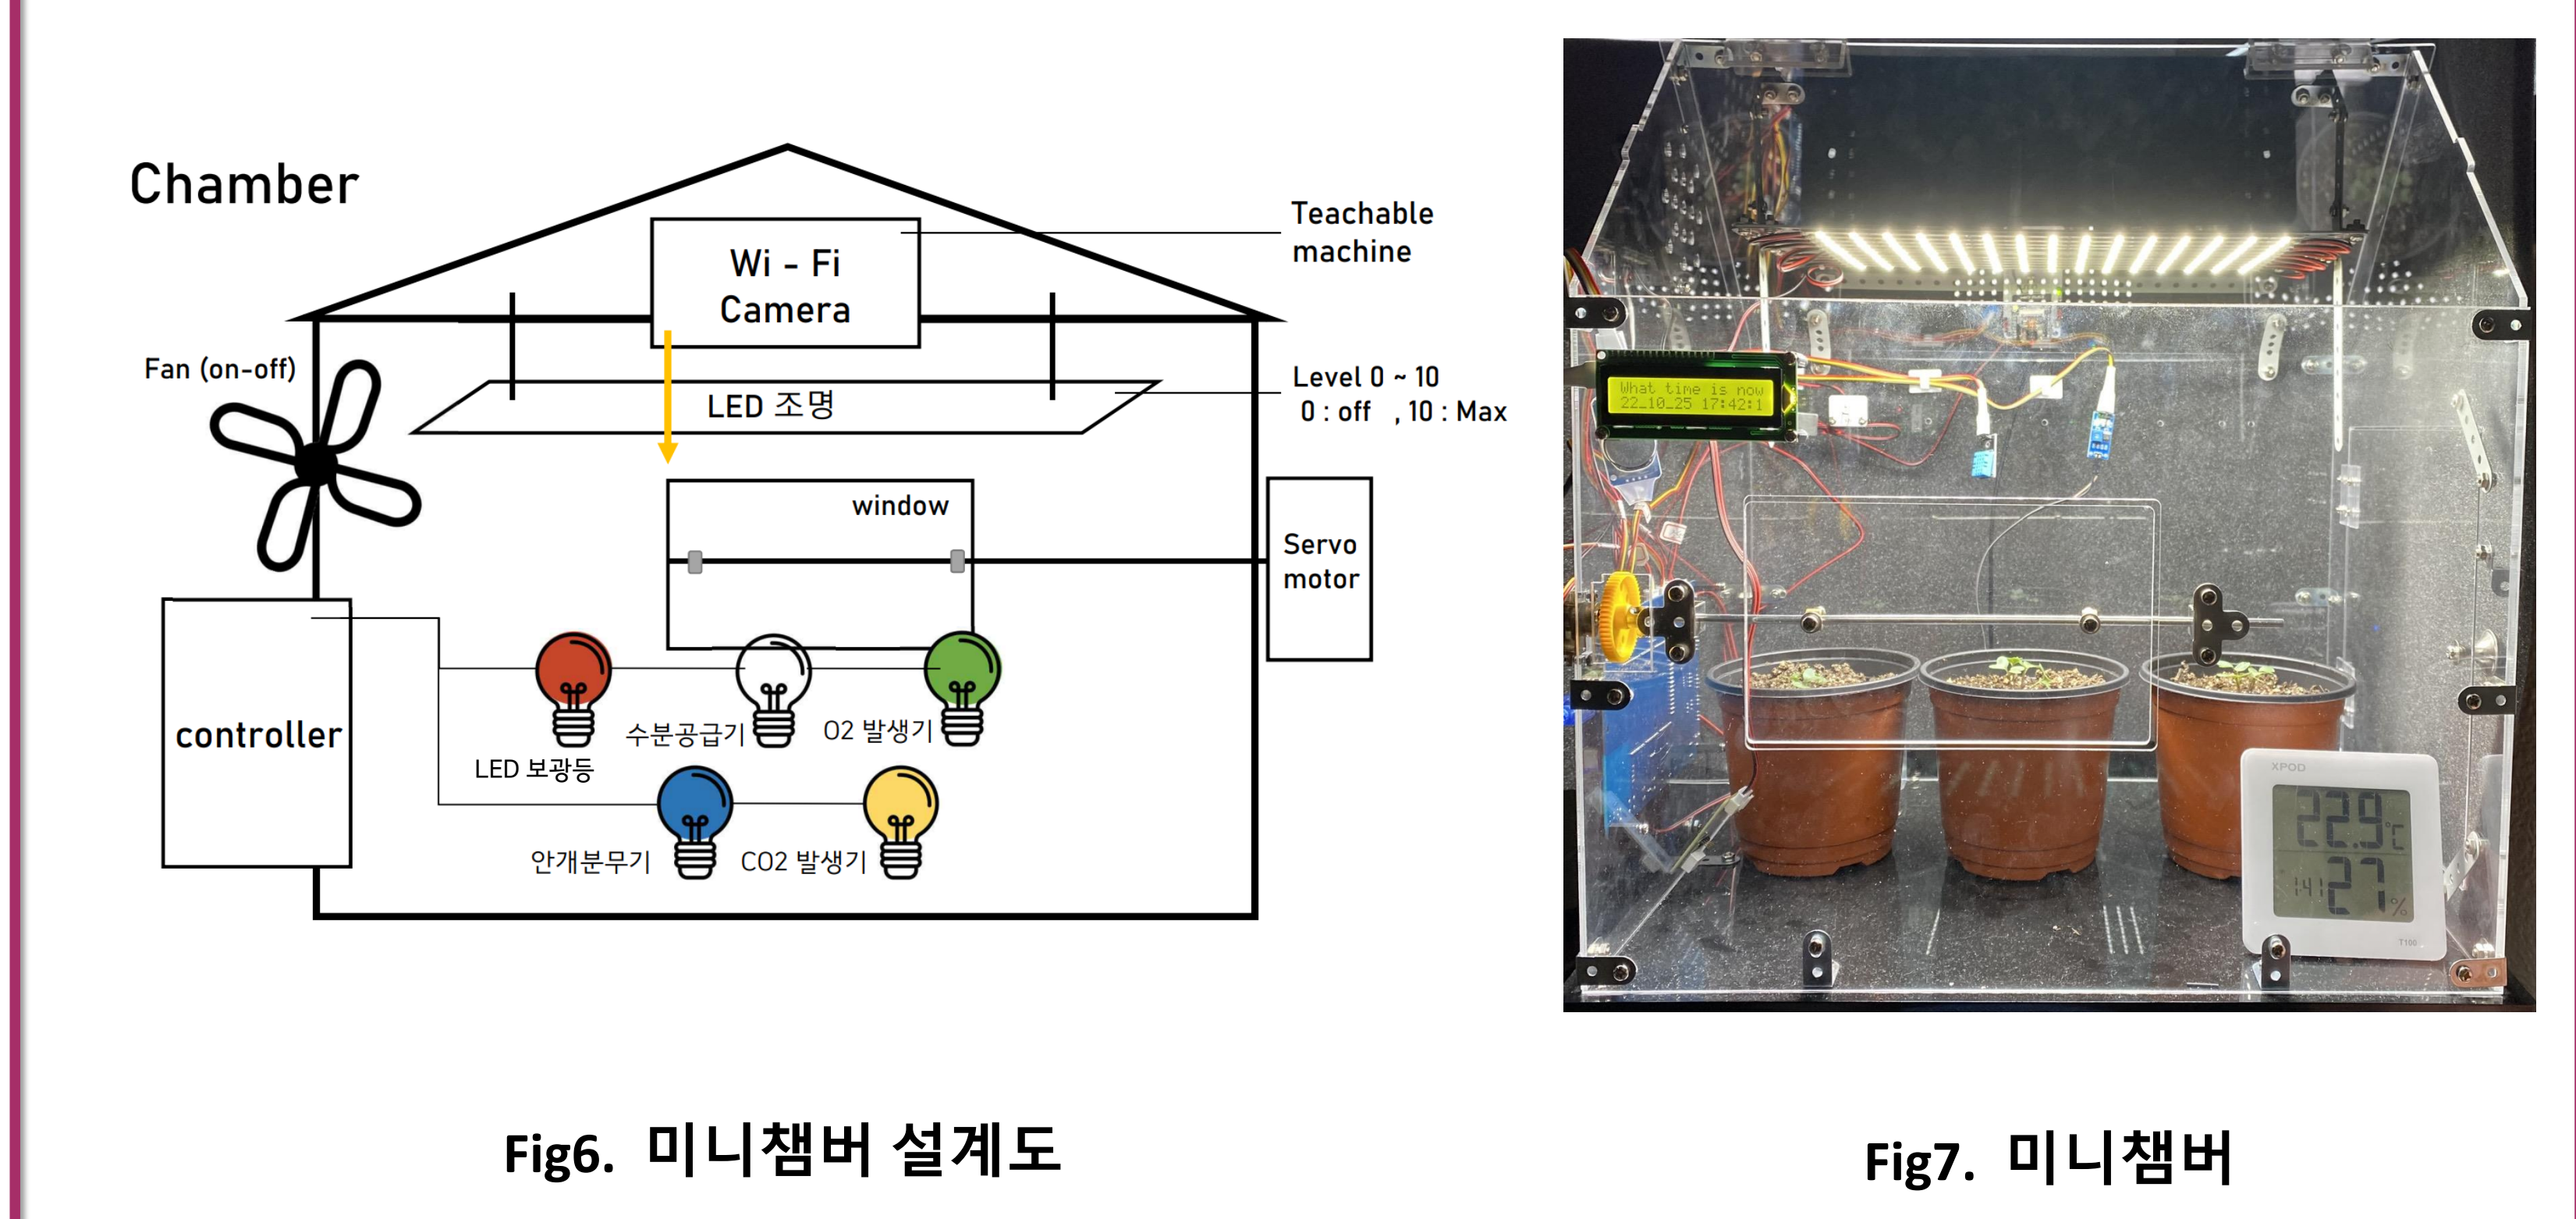 Chamber
Teachable
machine
Wi - Fi
Camera
Fan (on-off)
LED 조명
Level 0 ~ 10
0 : off , 10 : Max
window
Servo
motor
controller
수분공급기
O2 발생기
LED 보광등
안개분무기
CO2 발생기
Fig6. 미니챔버 설계도
What time is now
22_10_25 17:42:1
XPOD
22.9℃
27%
T100
Fig7. 미니챔버